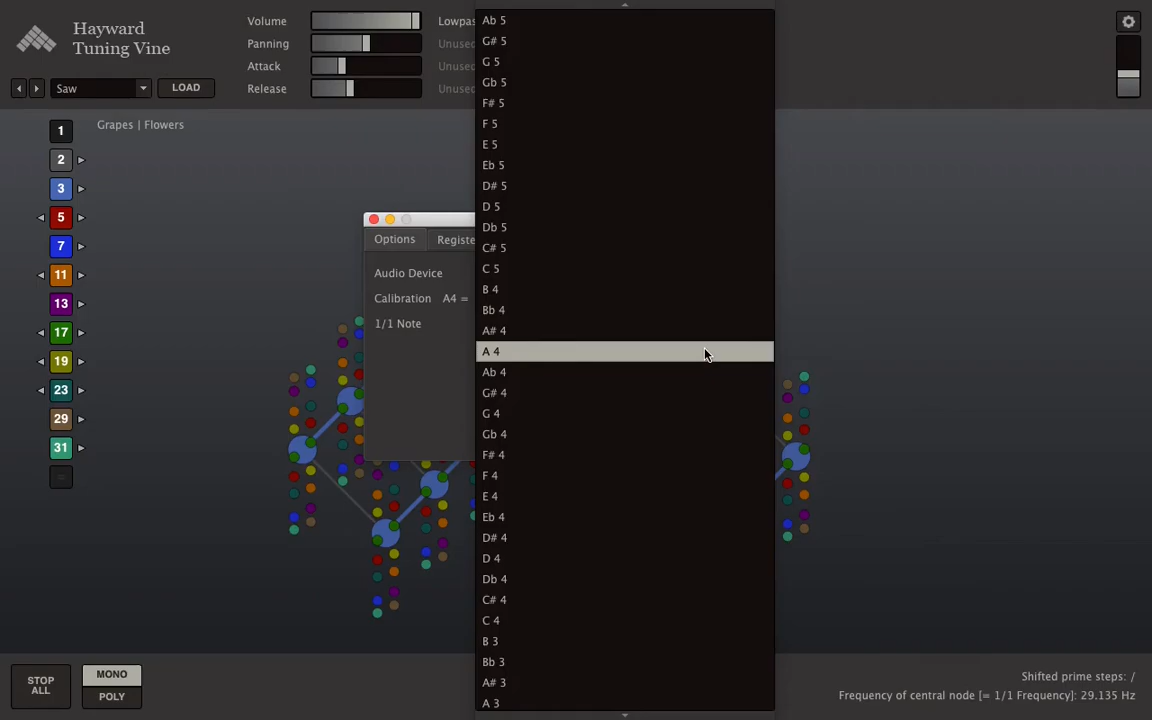 Hayward
Tuning Vine
Volume
Panning
Attack
Release
Lowpas
Unused
Unused
Unused
Saw
LOAD
Grapes | Flowers
1
2
3
5
7
11
13
17
19
23
29
31
=
Options
Registe
Audio Device
Calibration A4 =
1/1 Note
Ab 5
G# 5
G 5
Gb 5
F# 5
F 5
E 5
Eb 5
D# 5
D 5
Db 5
C# 5
C 5
B 4
Bb 4
A# 4
A 4
Ab 4
G# 4
G 4
Gb 4
F# 4
F 4
E 4
Eb 4
D# 4
D 4
Db 4
C# 4
C 4
B 3
Bb 3
A# 3
A 3
STOP
ALL
MONO
POLY
Shifted prime steps: /
Frequency of central node [= 1/1 Frequency]: 29.135 Hz